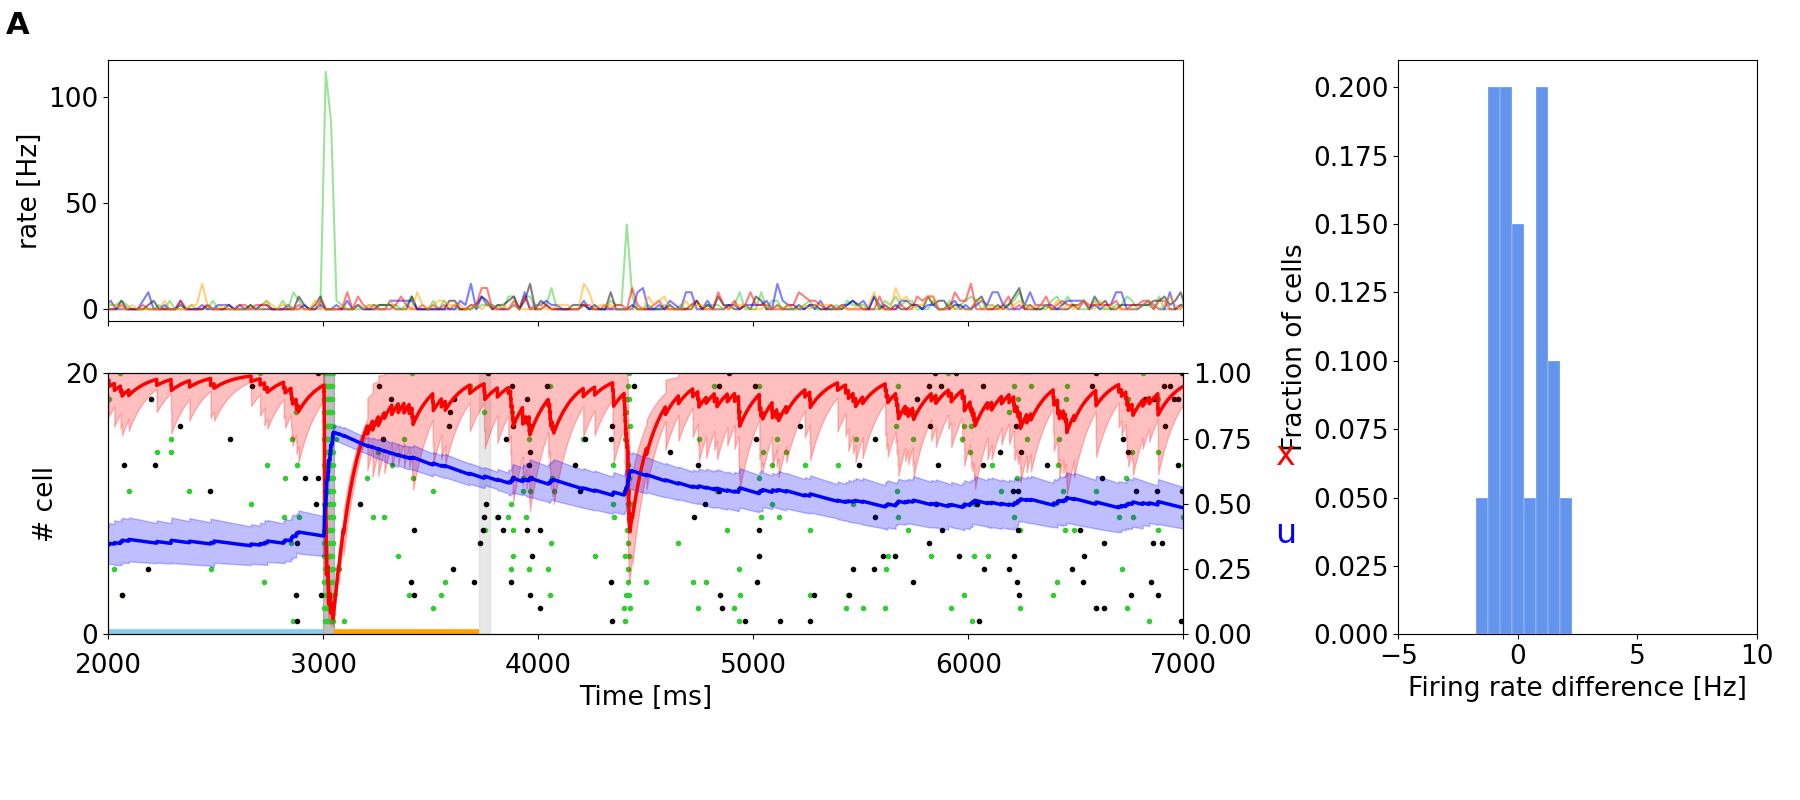 A
100
50
0
rate [Hz]
20
0
# cell
1.00
0.75
0.50
0.25
0.00
x
u
2000 3000 4000 5000 6000 7000
Time [ms]
0.200
0.175
0.150
0.125
0.100
0.075
0.050
0.025
0.000
Fraction of cells
−5 0 5 10
Firing rate difference [Hz]